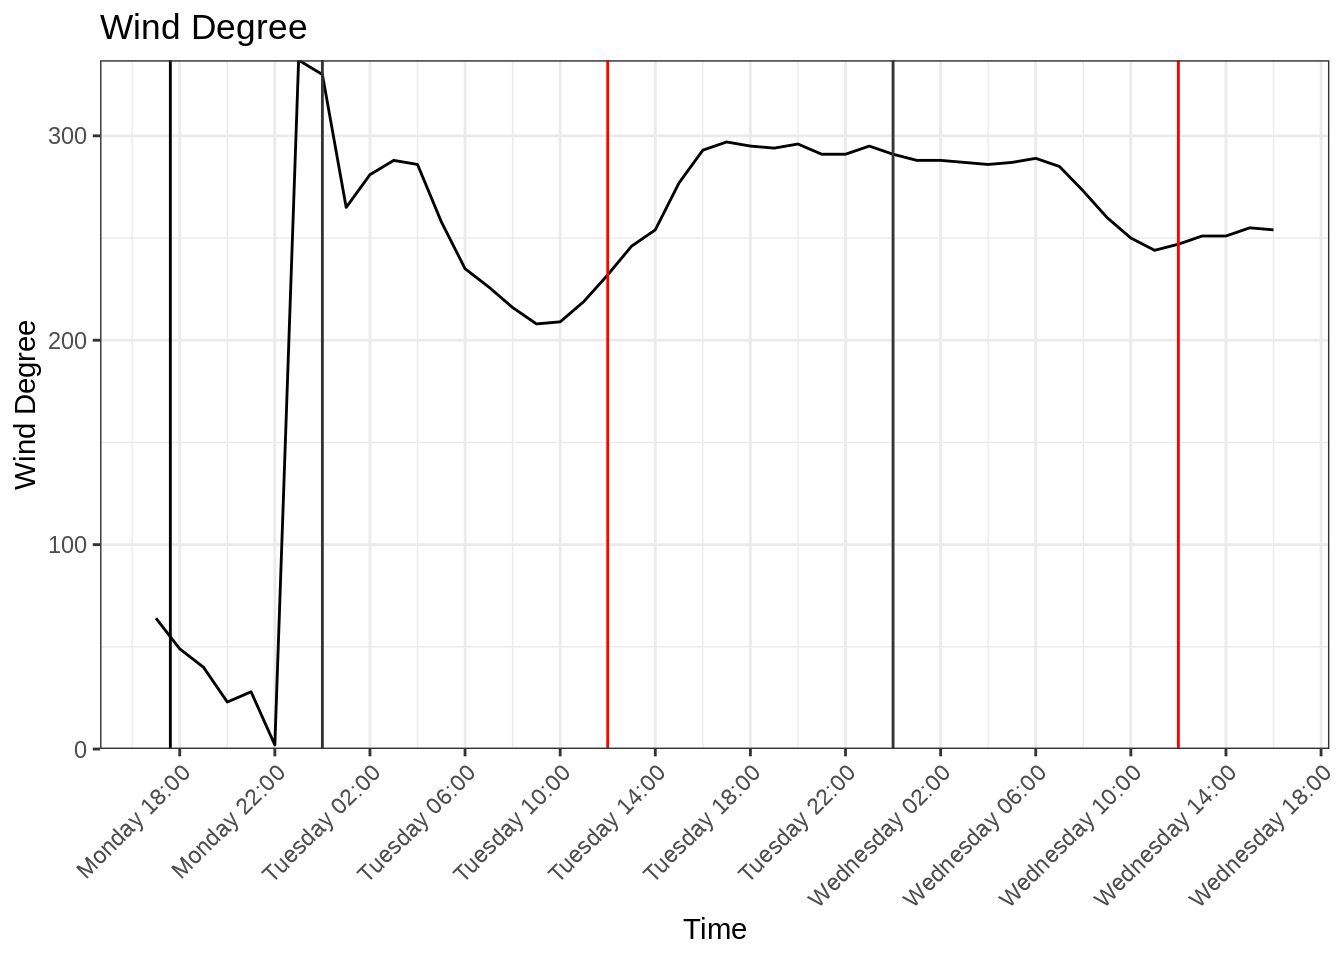 Wind Degree
Wind Degree
300
200
100
0
Monday 18:00
Monday 22:00
Tuesday 02:00
Tuesday 06:00
Tuesday 10:00
Tuesday 14:00
Tuesday 18:00
Tuesday 22:00
Wednesday 02:00
Wednesday 06:00
Wednesday 10:00
Wednesday 14:00
Wednesday 18:00
Time